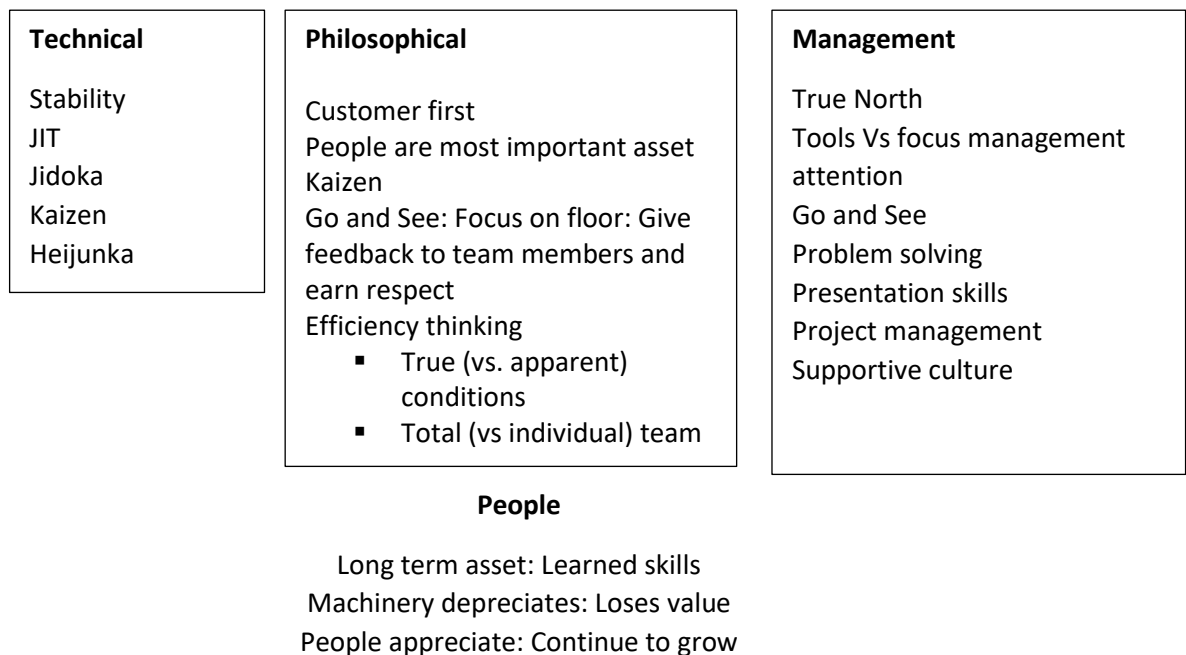 Technical
Stability
JIT
Jidoka
Kaizen
Heijunka
Philosophical
Customer first
People are most important asset
Kaizen
Go and See: Focus on floor: Give
feedback to team members and
earn respect
Efficiency thinking
▪ True (vs. apparent)
conditions
▪ Total (vs individual) team
Management
True North
Tools Vs focus management
attention
Go and See
Problem solving
Presentation skills
Project management
Supportive culture
People
Long term asset: Learned skills
Machinery depreciates: Loses value
People appreciate: Continue to grow